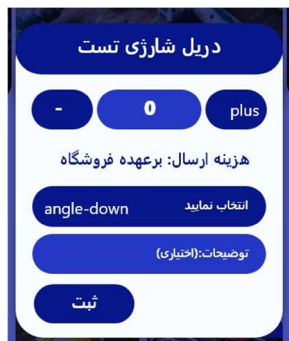 دریل شارژی تست
plus 0 -
هزینه ارسال: برعهده فروشگاه
انتخاب نمایید angle-down
توضیحات:(اختیاری)
ثبت